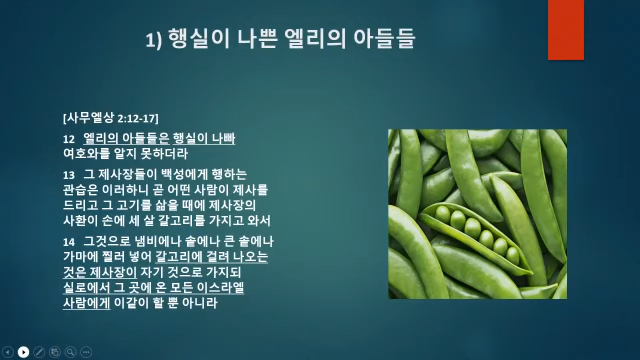 1) 행실이 나쁜 엘리의 아들들
[사무엘상 2:12-17]
12 엘리의 아들들은 행실이 나빠
여호와를 알지 못하더라
13 그 제사장들이 백성에게 행하는
관습은 이러하니 곧 어떤 사람이 제사를
드리고 그 고기를 삶을 때에 제사장의
사환이 손에 세 살 갈고리를 가지고 와서
14 그것으로 냄비에나 솥에나 큰 솥에나
가마에 찔러 넣어 갈고리에 걸려 나오는
것은 제사장이 자기 것으로 가지되
실로에서 그 곳에 온 모든 이스라엘
사람에게 이같이 할 뿐 아니라